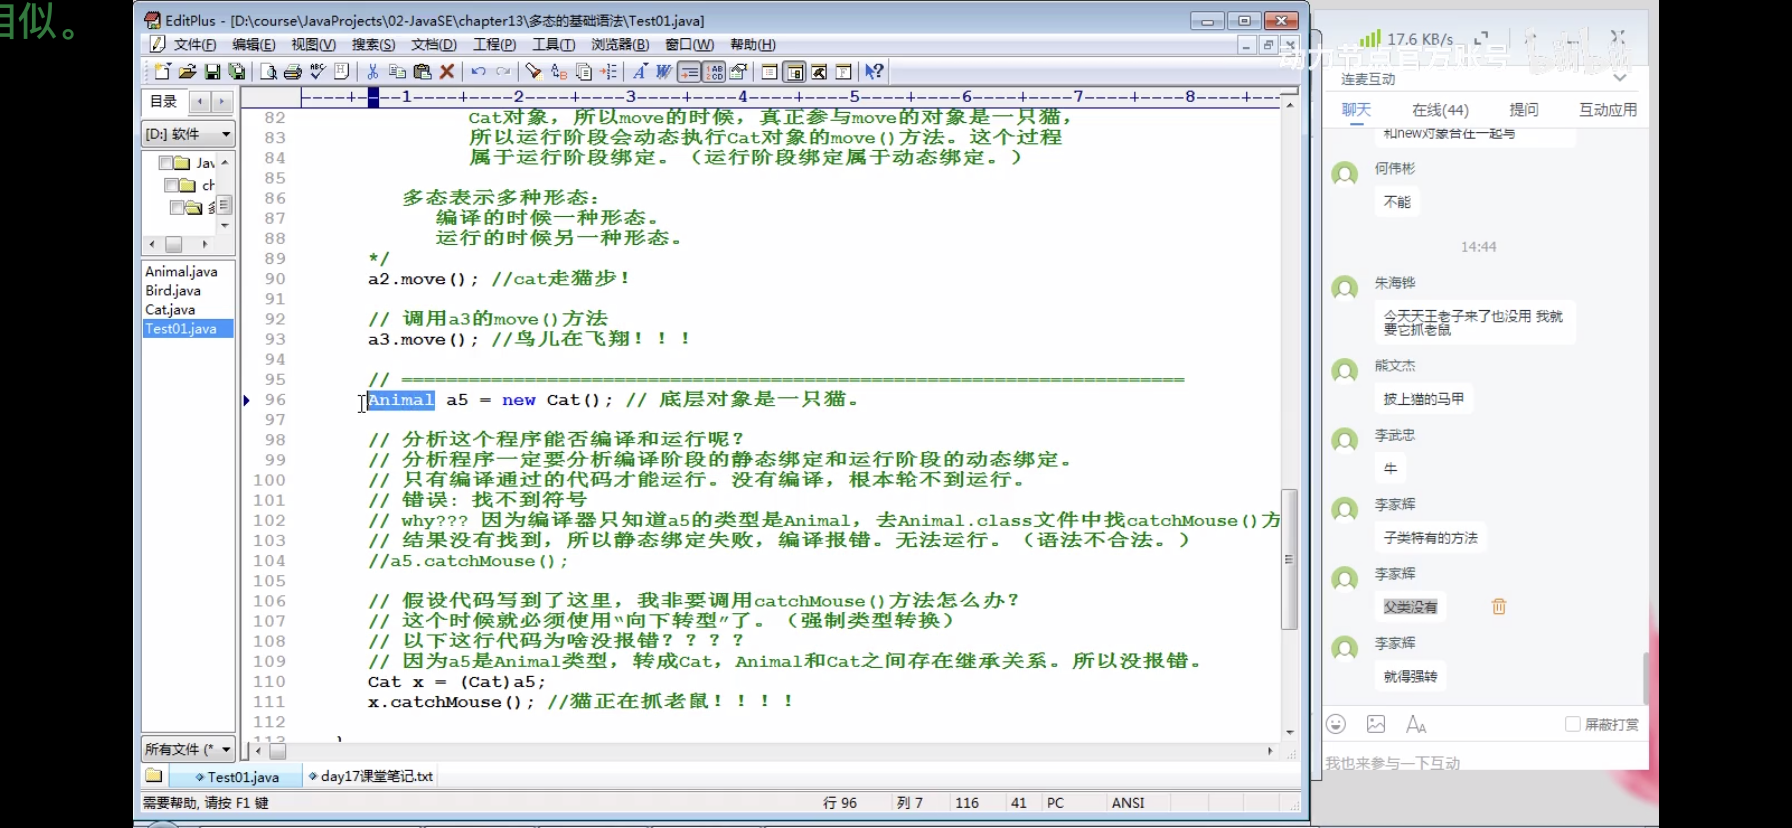 相似。
EditPlus - [D:\course\JavaProjects\02-JavaSE\chapter13\多态的基础语法\Test01.java]
文件(F) 编辑(E) 视图(V) 搜索(S) 文档(D) 工程(P) 工具(T) 浏览器(B) 窗口(W) 帮助(H)
目录
[D:] 软件
Jav
ch
Animal.java
Bird.java
Cat.java
Test01.java
所有文件 (*
----+----1----+----2----+----3----+----4----+----5----+----6----+----7----+----8----+---
82 Cat对象，所以move的时候，真正参与move的对象是一只猫，
83 所以运行阶段会动态执行Cat对象的move()方法。这个过程
84 属于运行阶段绑定。（运行阶段绑定属于动态绑定。）
85
86 多态表示多种形态：
87 编译的时候一种形态。
88 运行的时候另一种形态。
89 */
90 a2.move(); //cat走猫步！
91
92 // 调用a3的move()方法
93 a3.move(); //鸟儿在飞翔！！！
94
95 // ======================================================================
96 Animal a5 = new Cat(); // 底层对象是一只猫。
97
98 // 分析这个程序能否编译和运行呢？
99 // 分析程序一定要分析编译阶段的静态绑定和运行阶段的动态绑定。
100 // 只有编译通过的代码才能运行。没有编译，根本轮不到运行。
101 // 错误: 找不到符号
102 // why??? 因为编译器只知道a5的类型是Animal，去Animal.class文件中找catchMouse()方
103 // 结果没有找到，所以静态绑定失败，编译报错。无法运行。（语法不合法。）
104 //a5.catchMouse();
105
106 // 假设代码写到了这里，我非要调用catchMouse()方法怎么办？
107 // 这个时候就必须使用“向下转型”了。（强制类型转换）
108 // 以下这行代码为啥没报错？？？？
109 // 因为a5是Animal类型，转成Cat，Animal和Cat之间存在继承关系。所以没报错。
110 Cat x = (Cat)a5;
111 x.catchMouse(); //猫正在抓老鼠！！！！
112
Test01.java day17课堂笔记.txt
需要帮助, 请按 F1 键 行 96 列 7 116 41 PC ANSI
17.6 KB/s
动力节点官方账号
bilibili
连麦互动
聊天 在线(44) 提问 互动应用
和new对象合在一起写
何伟彬
不能
14:44
朱海铧
今天天王老子来了也没用 我就
要它抓老鼠
熊文杰
披上猫的马甲
李武忠
牛
李家辉
子类特有的方法
李家辉
父类没有
李家辉
就得强转
屏蔽打赏
我也来参与一下互动